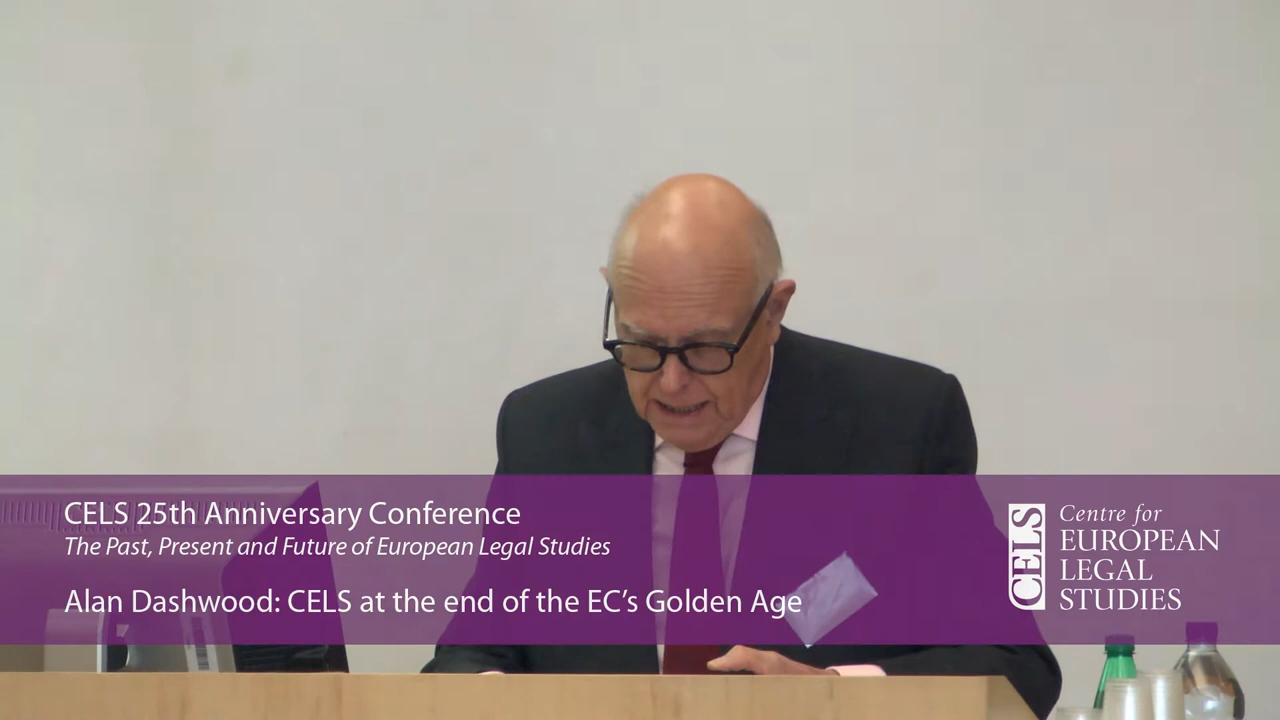 CELS 25th Anniversary Conference
The Past, Present and Future of European Legal Studies
Alan Dashwood: CELS at the end of the EC’s Golden Age
CELS
Centre for
EUROPEAN
LEGAL
STUDIES